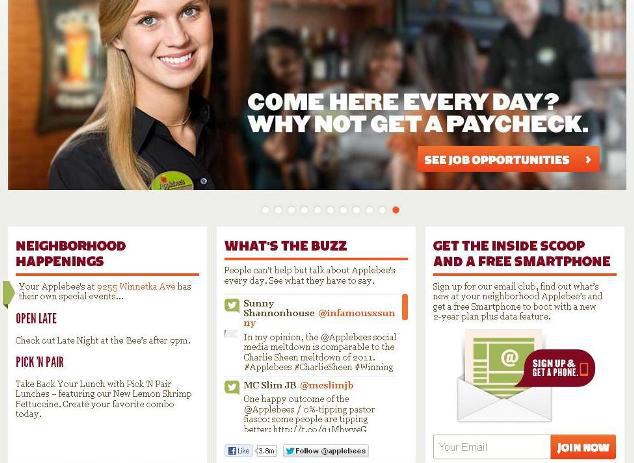 COME HERE EVERY DAY?
WHY NOT GET A PAYCHECK.
SEE JOB OPPORTUNITIES >
Applebee's
NEIGHBORHOOD
HAPPENINGS
Your Applebee's at 9255 Winnetka Ave has
their own special events...
OPEN LATE
Check out Late Night at the 'Bee's after 9pm.
PICK 'N PAIR
Take Back Your Lunch with Pick 'N Pair
Lunches – featuring our New Lemon Shrimp
Fettuccine. Create your favorite combo
today.
WHAT'S THE BUZZ
People can't help but talk about Applebee's
every day. See what they have to say.
Sunny
Shannonhouse @infamousxsun
ny
In my opinion, the @Applebees social
media meltdown is comparable to the
Charlie Sheen meltdown of 2011.
#Applebees #CharlieSheen #Winning
MC Slim JB @meslimjb
One happy outcome of the
@Applebees / 0%-tipping pastor
fiasco: some people are tipping
better:
Like 3.8m
Follow @applebees
GET THE INSIDE SCOOP
AND A FREE SMARTPHONE
Sign up for our email club, find out what's
new at your neighborhood Applebee's and
get a free Smartphone to boot with a new
2-year plan plus data feature.
@
SIGN UP &
GET A PHONE.
Your Email
JOIN NOW